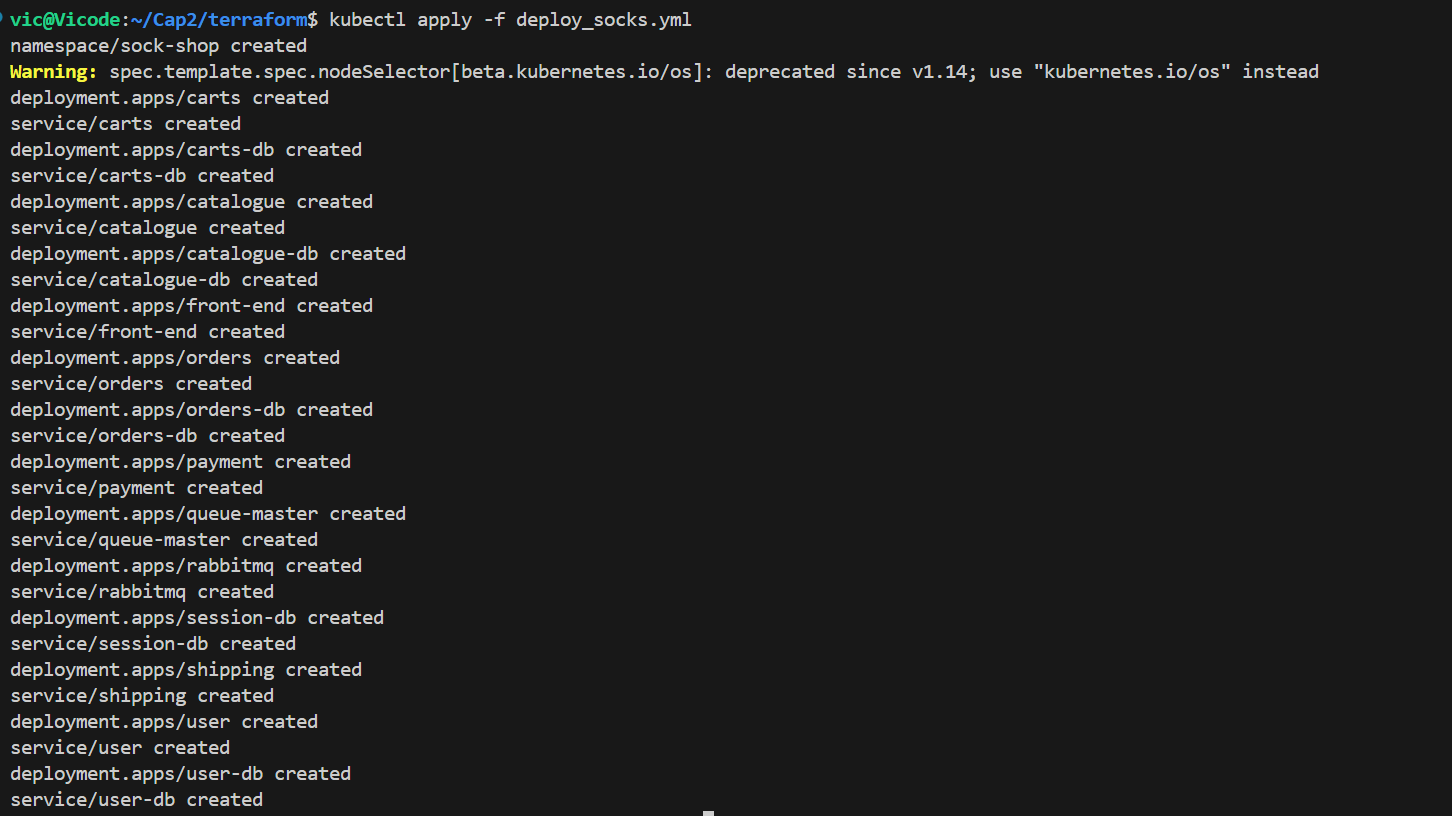 vic@Vicode:~/Cap2/terraform$ kubectl apply -f deploy_socks.yml
namespace/sock-shop created
Warning: spec.template.spec.nodeSelector[beta.kubernetes.io/os]: deprecated since v1.14; use "kubernetes.io/os" instead
deployment.apps/carts created
service/carts created
deployment.apps/carts-db created
service/carts-db created
deployment.apps/catalogue created
service/catalogue created
deployment.apps/catalogue-db created
service/catalogue-db created
deployment.apps/front-end created
service/front-end created
deployment.apps/orders created
service/orders created
deployment.apps/orders-db created
service/orders-db created
deployment.apps/payment created
service/payment created
deployment.apps/queue-master created
service/queue-master created
deployment.apps/rabbitmq created
service/rabbitmq created
deployment.apps/session-db created
service/session-db created
deployment.apps/shipping created
service/shipping created
deployment.apps/user created
service/user created
deployment.apps/user-db created
service/user-db created